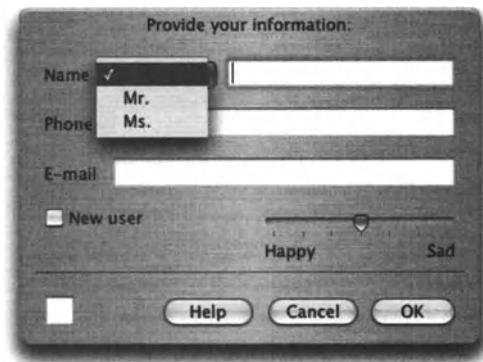 Provide your information:
Name ✓
Mr.
Ms.
Phone
E-mail
New user
Happy Sad
Help Cancel OK